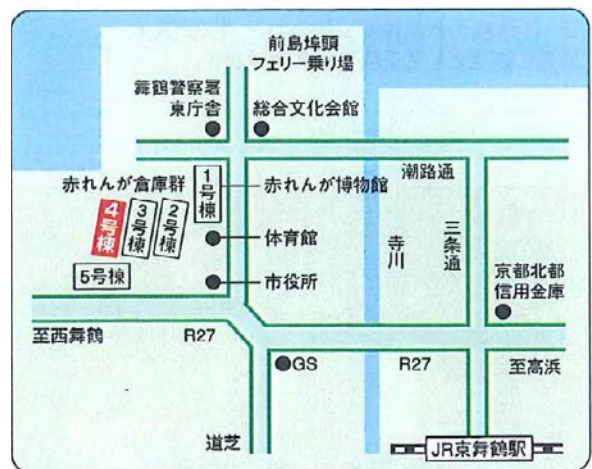 前島埠頭
フェリー乗り場
舞鶴警察署
東庁舎
総合文化会館
潮路通
赤れんが倉庫群
1号棟
赤れんが博物館
4号棟
3号棟
2号棟
体育館
寺川
三条通
5号棟
市役所
京都北都
信用金庫
至西舞鶴
R27
GS
R27
至高浜
道芝
JR東舞鶴駅